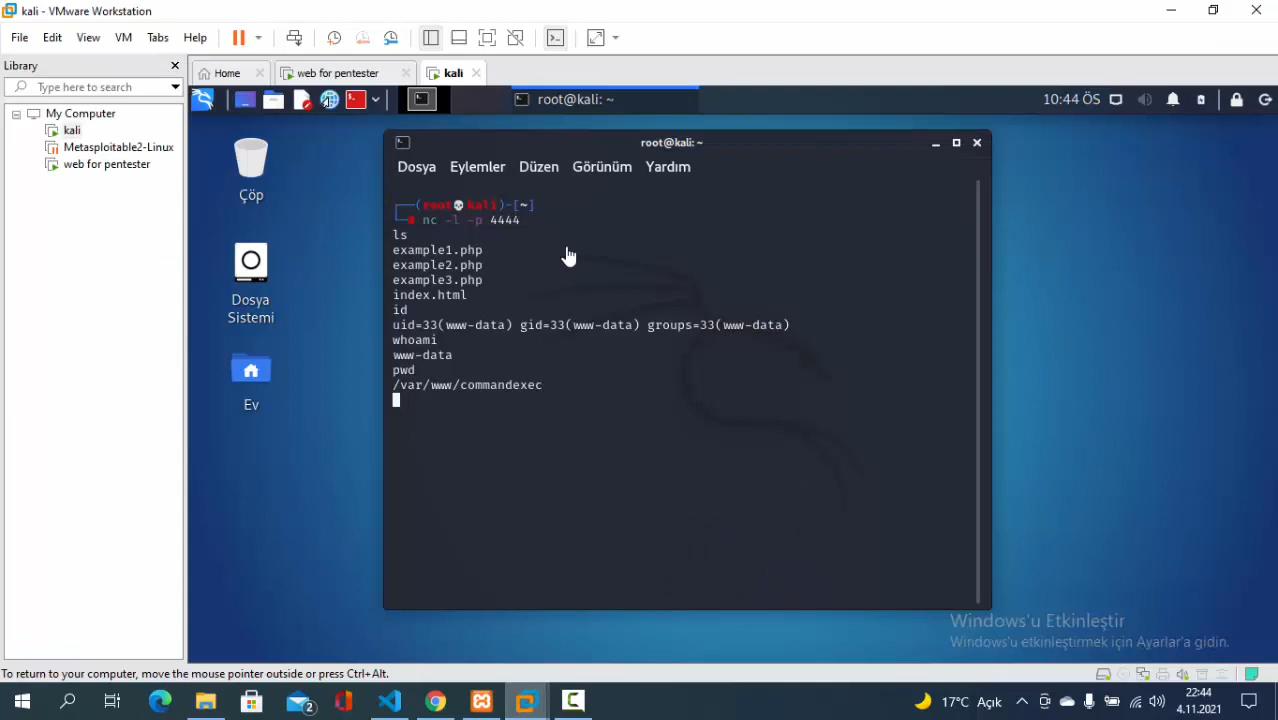 kali - VMware Workstation
File Edit View VM Tabs Help
Library
Type here to search
Home
web for pentester
kali
My Computer
kali
Metasploitable2-Linux
web for pentester
root@kali: ~
10:44 ÖS
Çöp
Dosya
Sistemi
Ev
root@kali: ~
Dosya Eylemler Düzen Görünüm Yardım
(root💀kali)-[~]
nc -l -p 4444
ls
example1.php
example2.php
example3.php
index.html
id
uid=33(www-data) gid=33(www-data) groups=33(www-data)
whoami
www-data
pwd
/var/www/commandexec
Windows'u Etkinleştir
Windows'u etkinleştirmek için Ayarlar'a gidin.
To return to your computer, move the mouse pointer outside or press Ctrl+Alt.
2
17°C Açık
22:44
4.11.2021